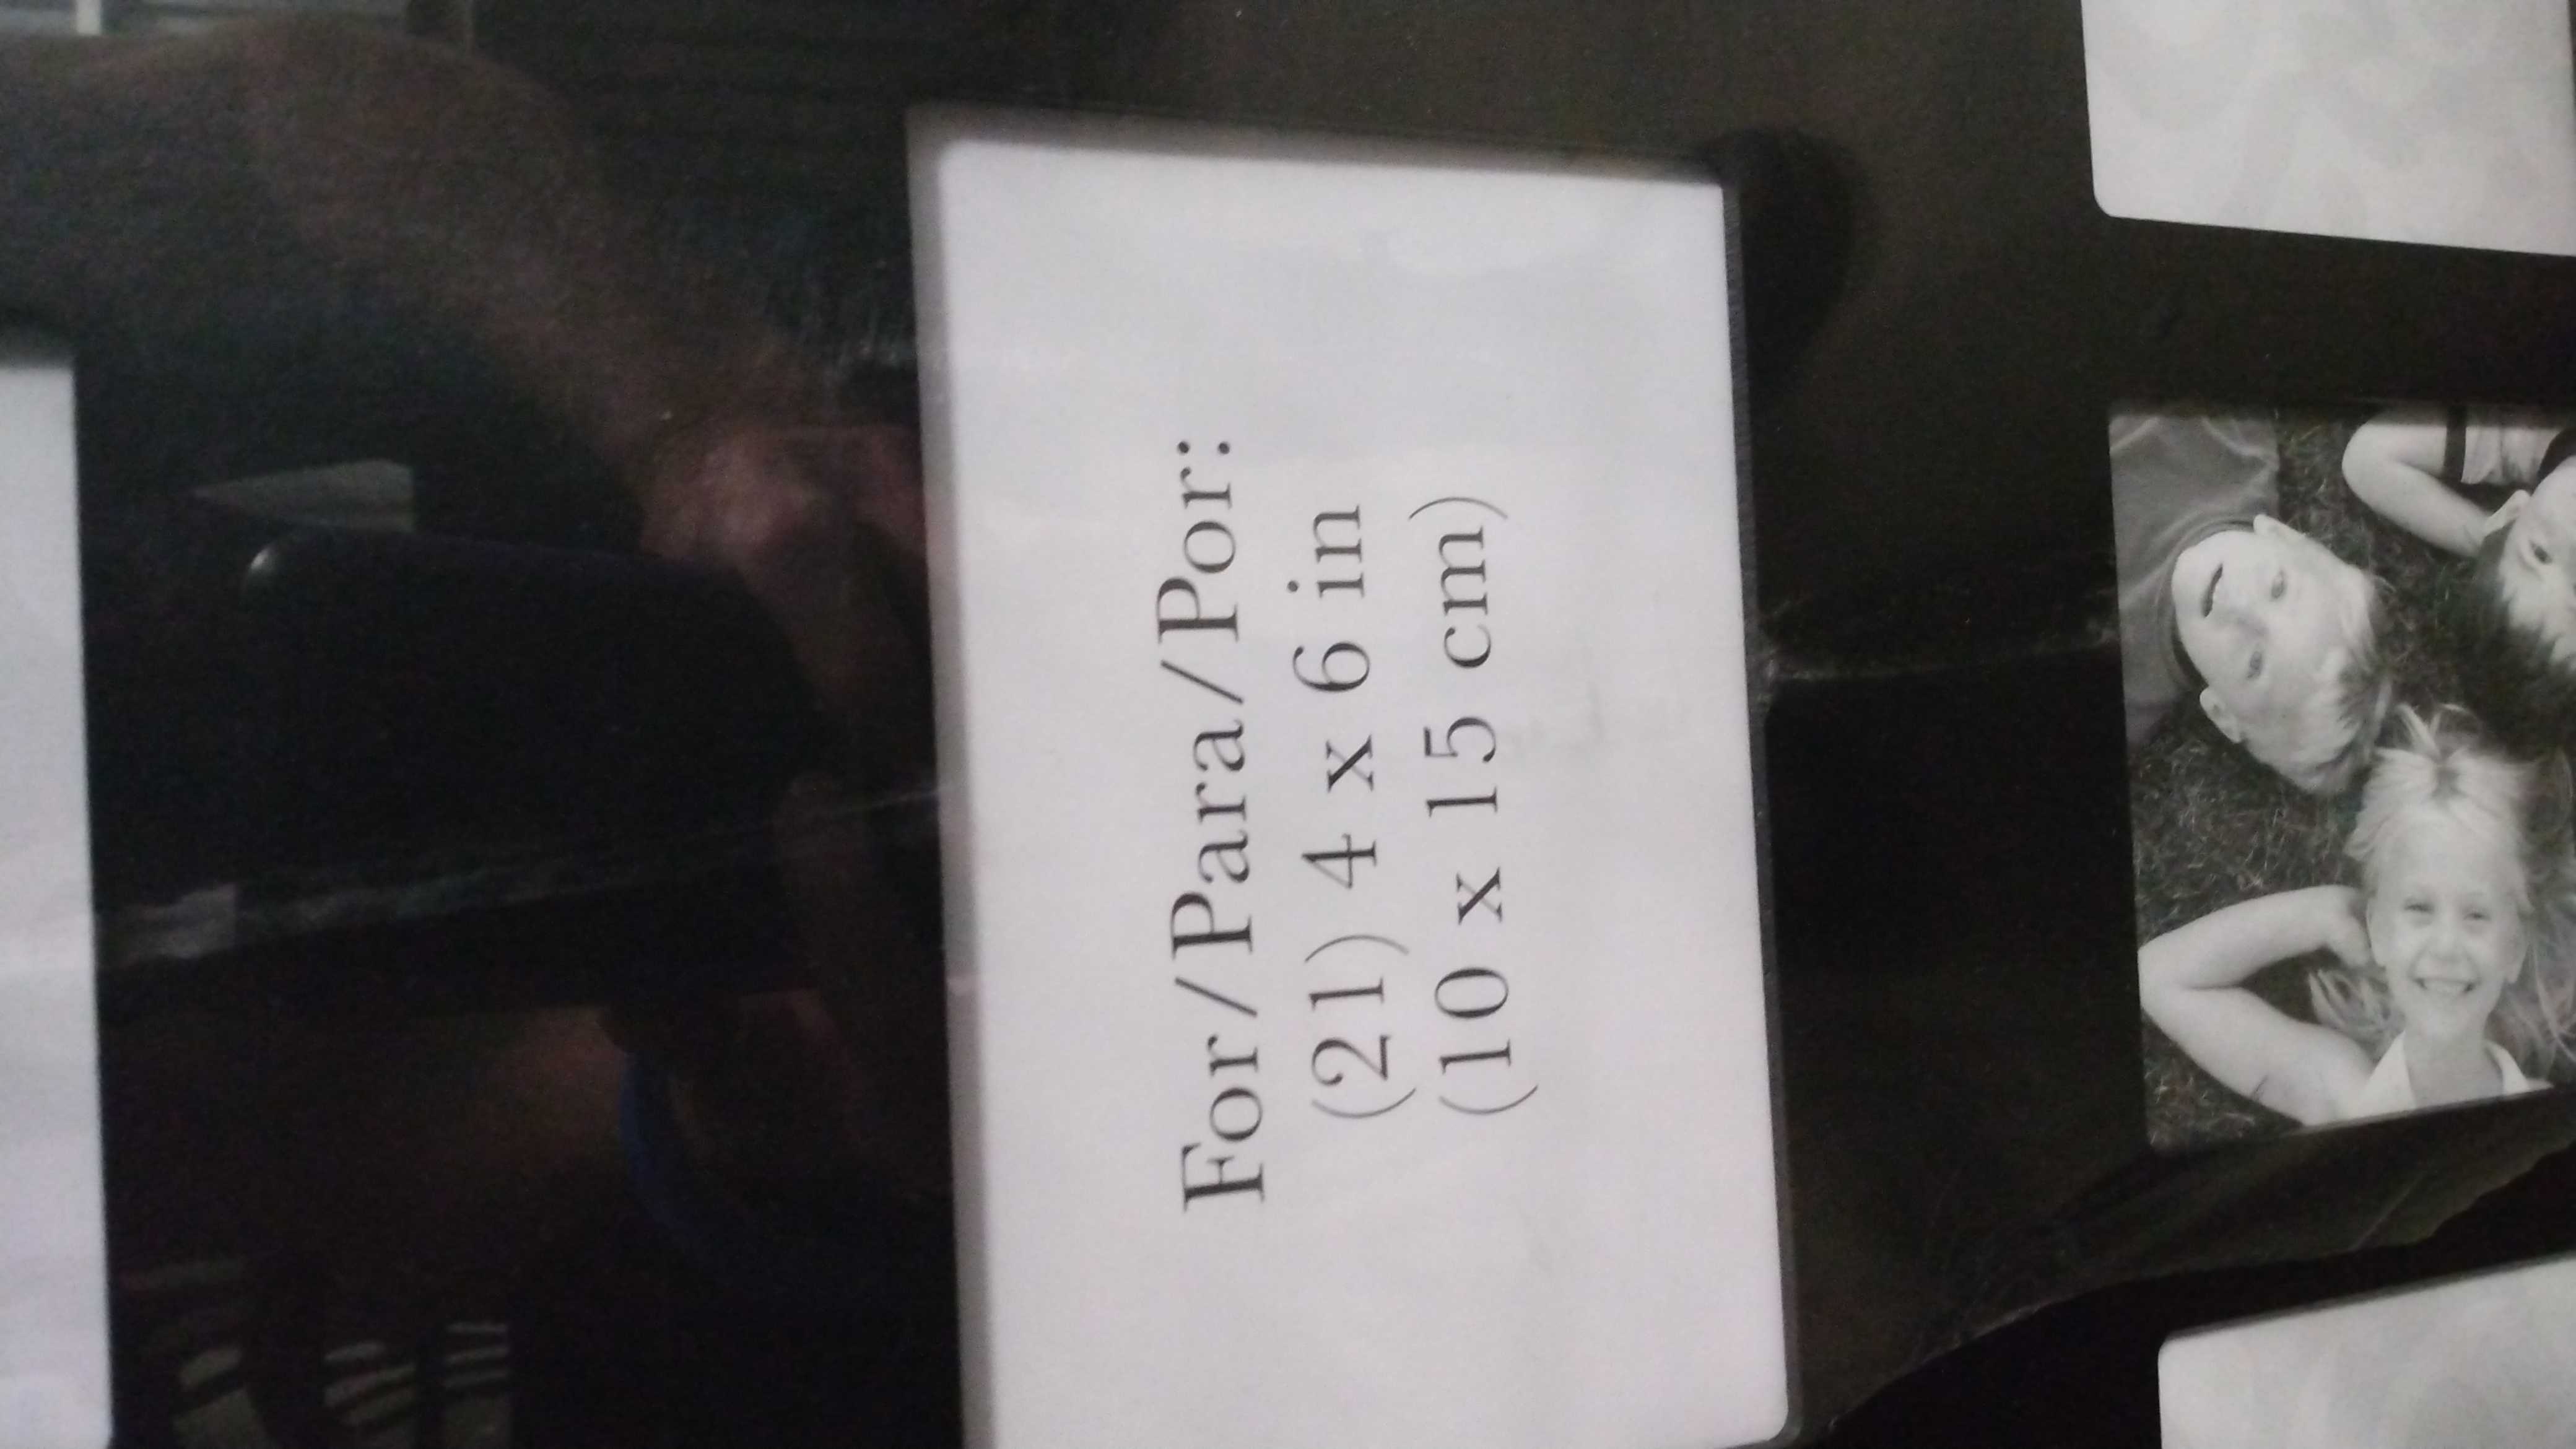 For/Para/Por:
(21) 4 x 6 in
(10 x 15 cm)